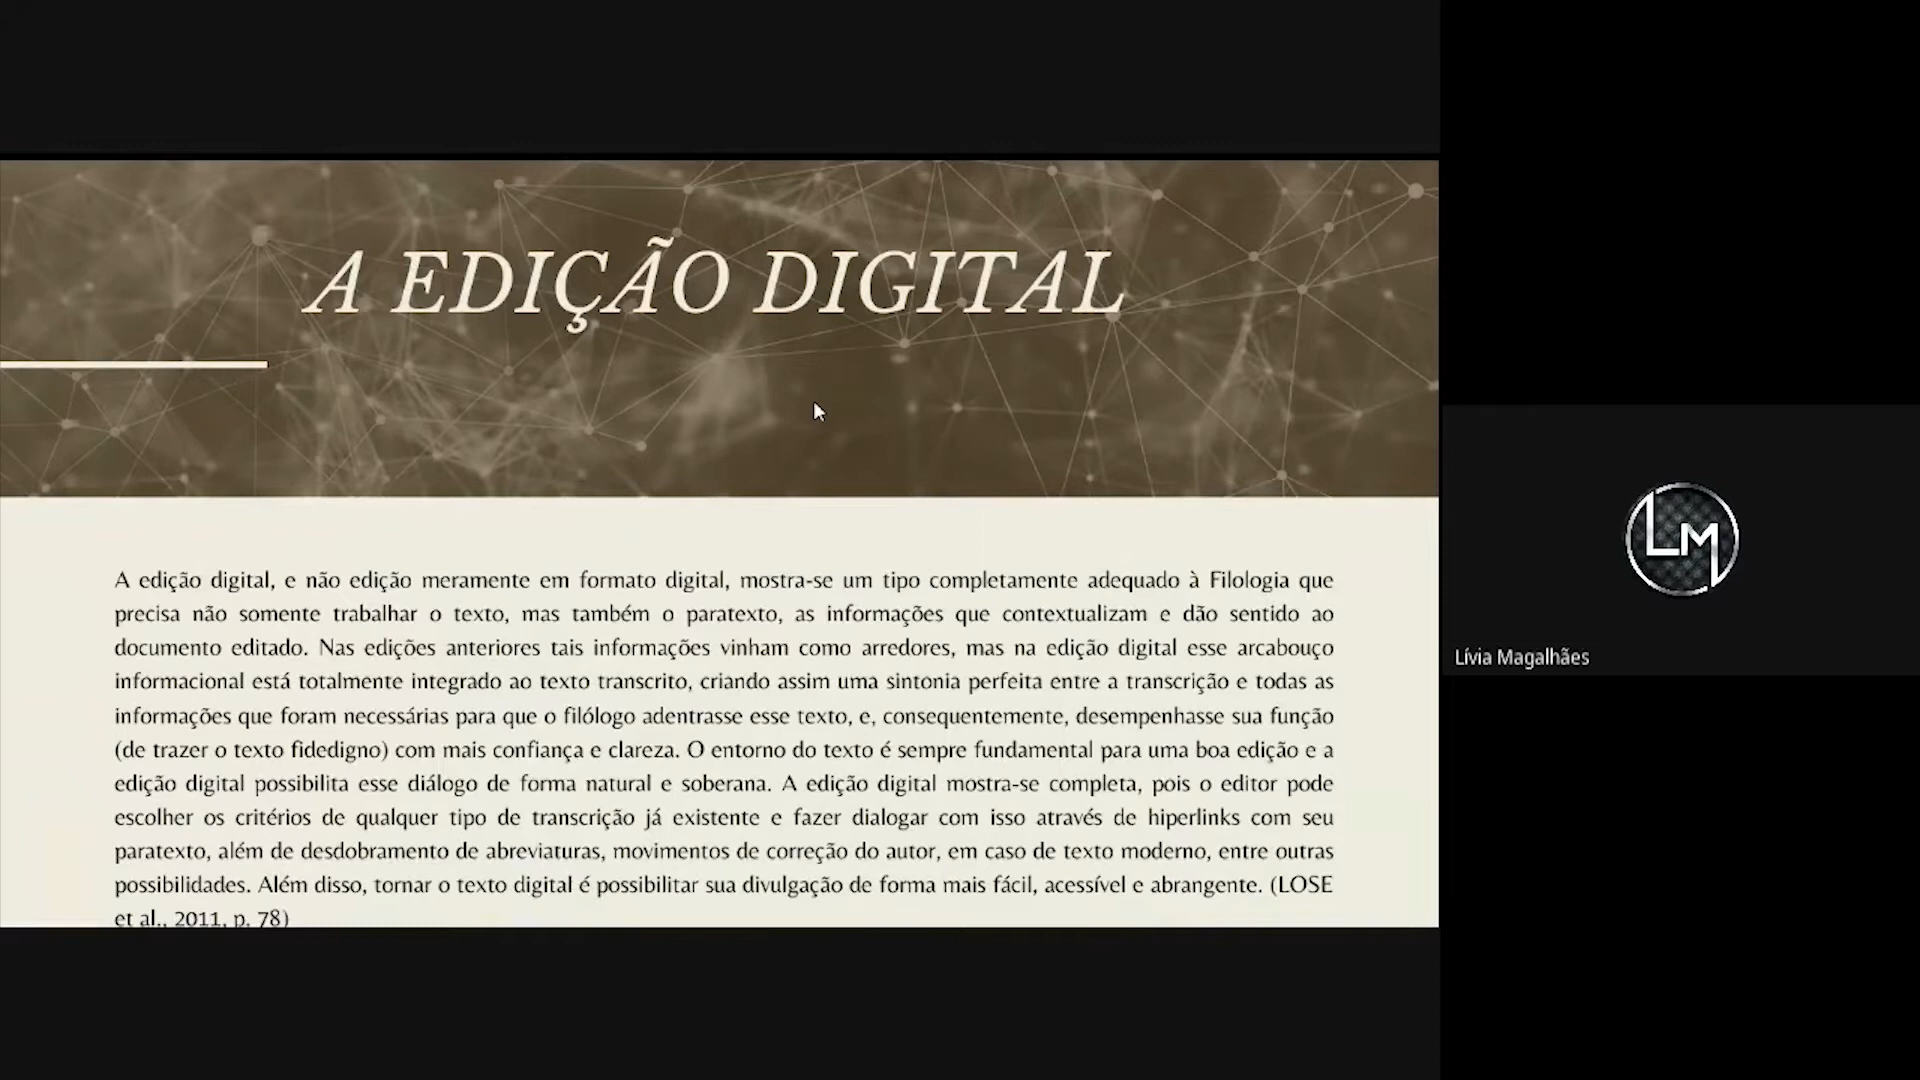 A EDIÇÃO DIGITAL
A edição digital, e não edição meramente em formato digital, mostra-se um tipo completamente adequado à Filologia que
precisa não somente trabalhar o texto, mas também o paratexto, as informações que contextualizam e dão sentido ao
documento editado. Nas edições anteriores tais informações vinham como arredores, mas na edição digital esse arcabouço
informacional está totalmente integrado ao texto transcrito, criando assim uma sintonia perfeita entre a transcrição e todas as
informações que foram necessárias para que o filólogo adentrasse esse texto, e, consequentemente, desempenhasse sua função
(de trazer o texto fidedigno) com mais confiança e clareza. O entorno do texto é sempre fundamental para uma boa edição e a
edição digital possibilita esse diálogo de forma natural e soberana. A edição digital mostra-se completa, pois o editor pode
escolher os critérios de qualquer tipo de transcrição já existente e fazer dialogar com isso através de hiperlinks com seu
paratexto, além de desdobramento de abreviaturas, movimentos de correção do autor, em caso de texto moderno, entre outras
possibilidades. Além disso, tornar o texto digital é possibilitar sua divulgação de forma mais fácil, acessível e abrangente. (LOSE
et al., 2011, p. 78)
LM
Lívia Magalhães